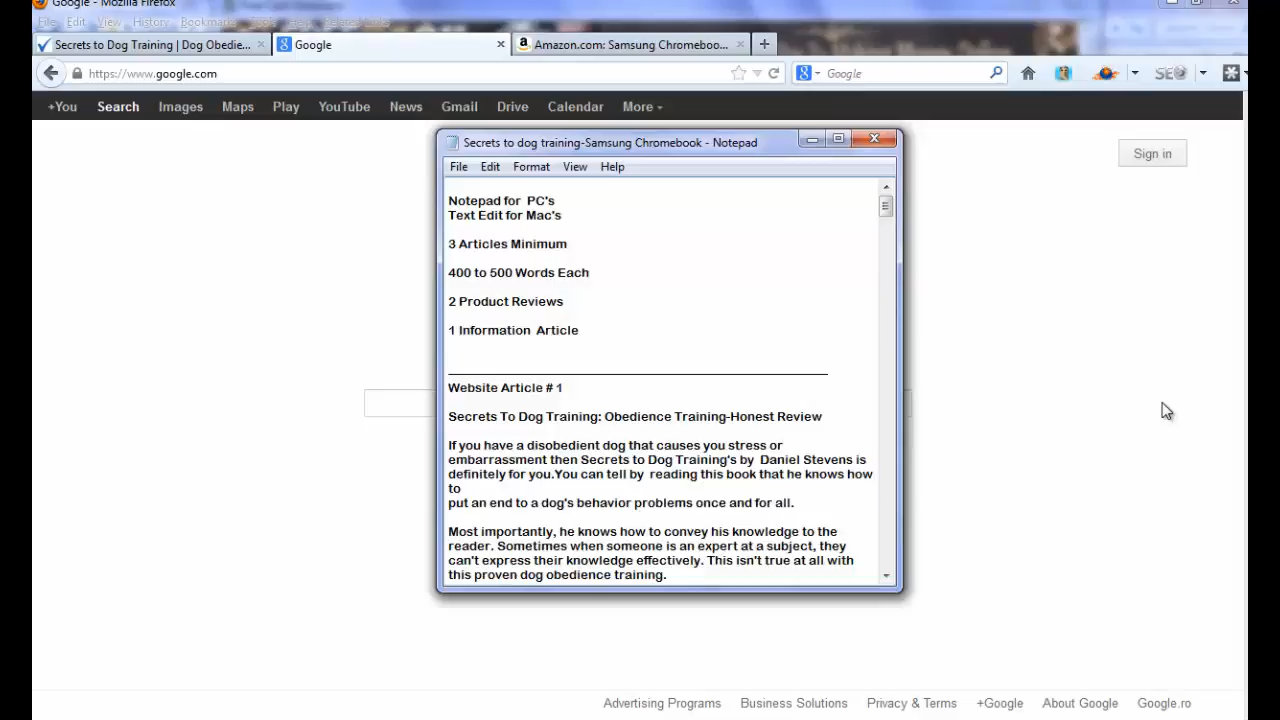 Google - Mozilla Firefox
File Edit View History Bookmarks Help
Secrets to Dog Training | Dog Obedie...
Google
Amazon.com: Samsung Chromeboo...
https://www.google.com
Google
SEO
+You Search Images Maps Play YouTube News Gmail Drive Calendar More
Sign in
Secrets to dog training-Samsung Chromebook - Notepad
File Edit Format View Help
Notepad for PC's
Text Edit for Mac's
3 Articles Minimum
400 to 500 Words Each
2 Product Reviews
1 Information Article
Website Article # 1
Secrets To Dog Training: Obedience Training-Honest Review
If you have a disobedient dog that causes you stress or
embarrassment then Secrets to Dog Training's by Daniel Stevens is
definitely for you.You can tell by reading this book that he knows how
to
put an end to a dog's behavior problems once and for all.
Most importantly, he knows how to convey his knowledge to the
reader. Sometimes when someone is an expert at a subject, they
can't express their knowledge effectively. This isn't true at all with
this proven dog obedience training.
Advertising Programs Business Solutions Privacy & Terms +Google About Google Google.ro